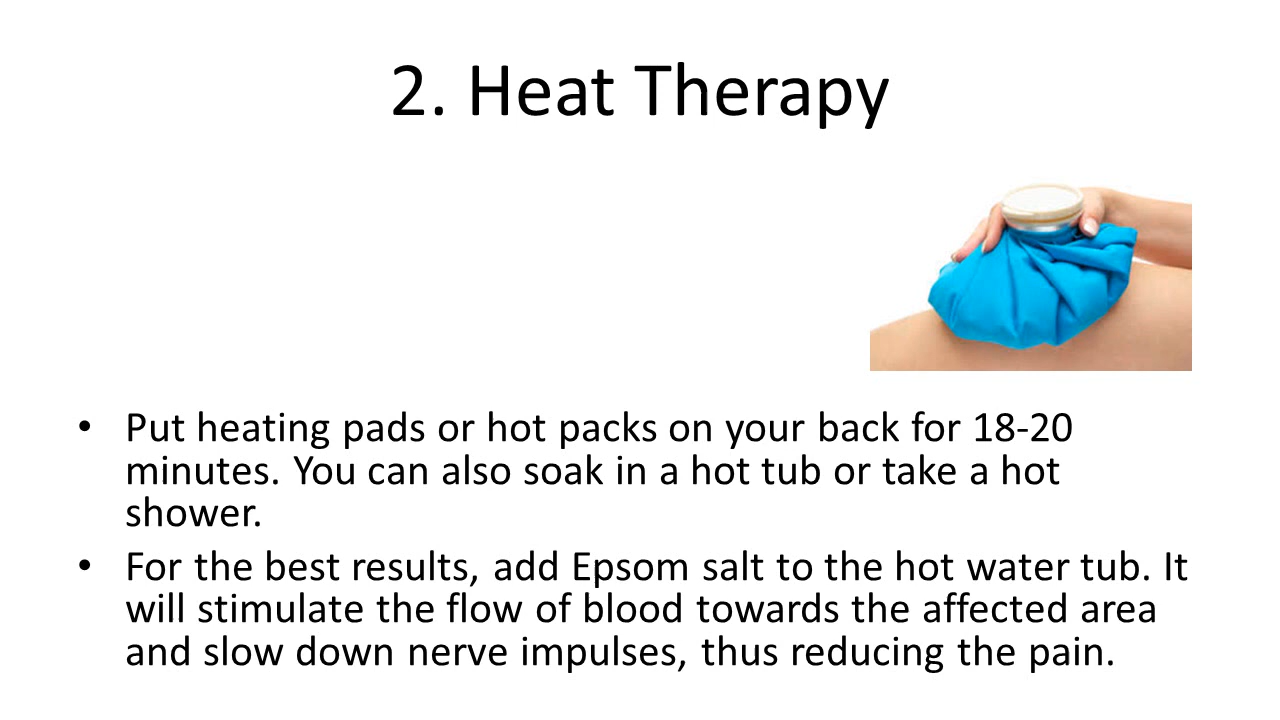 2. Heat Therapy
• Put heating pads or hot packs on your back for 18-20
minutes. You can also soak in a hot tub or take a hot
shower.
• For the best results, add Epsom salt to the hot water tub. It
will stimulate the flow of blood towards the affected area
and slow down nerve impulses, thus reducing the pain.